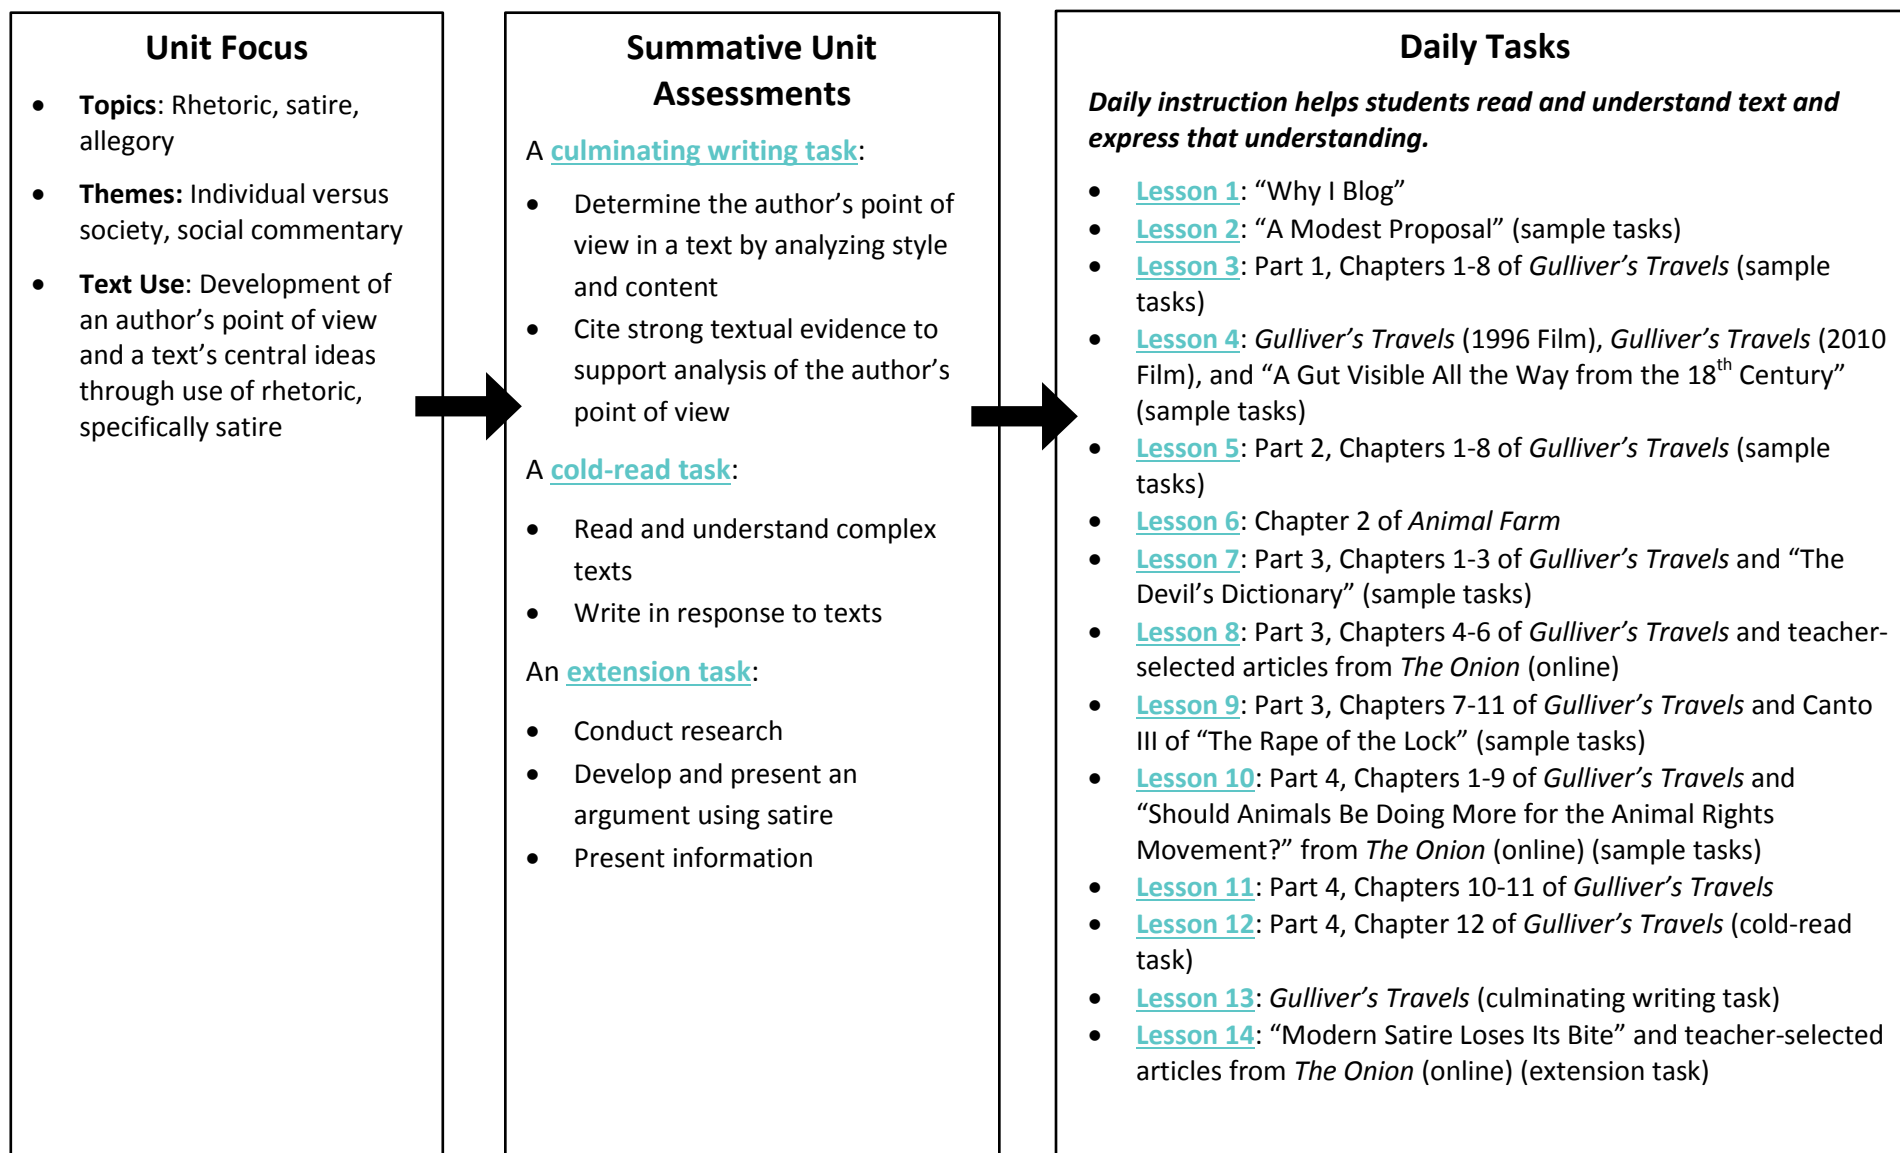 Unit Focus
• Topics: Rhetoric, satire,
allegory
• Themes: Individual versus
society, social commentary
• Text Use: Development of
an author’s point of view
and a text’s central ideas
through use of rhetoric,
specifically satire
Summative Unit
Assessments
A culminating writing task:
• Determine the author’s point of
view in a text by analyzing style
and content
• Cite strong textual evidence to
support analysis of the author’s
point of view
A cold-read task:
• Read and understand complex
texts
• Write in response to texts
An extension task:
• Conduct research
• Develop and present an
argument using satire
• Present information
Daily Tasks
Daily instruction helps students read and understand text and
express that understanding.
• Lesson 1: “Why I Blog”
• Lesson 2: “A Modest Proposal” (sample tasks)
• Lesson 3: Part 1, Chapters 1-8 of Gulliver’s Travels (sample
tasks)
• Lesson 4: Gulliver’s Travels (1996 Film), Gulliver’s Travels (2010
Film), and “A Gut Visible All the Way from the 18th Century”
(sample tasks)
• Lesson 5: Part 2, Chapters 1-8 of Gulliver’s Travels (sample
tasks)
• Lesson 6: Chapter 2 of Animal Farm
• Lesson 7: Part 3, Chapters 1-3 of Gulliver’s Travels and “The
Devil’s Dictionary” (sample tasks)
• Lesson 8: Part 3, Chapters 4-6 of Gulliver’s Travels and teacher-
selected articles from The Onion (online)
• Lesson 9: Part 3, Chapters 7-11 of Gulliver’s Travels and Canto
III of “The Rape of the Lock” (sample tasks)
• Lesson 10: Part 4, Chapters 1-9 of Gulliver’s Travels and
“Should Animals Be Doing More for the Animal Rights
Movement?” from The Onion (online) (sample tasks)
• Lesson 11: Part 4, Chapters 10-11 of Gulliver’s Travels
• Lesson 12: Part 4, Chapter 12 of Gulliver’s Travels (cold-read
task)
• Lesson 13: Gulliver’s Travels (culminating writing task)
• Lesson 14: “Modern Satire Loses Its Bite” and teacher-selected
articles from The Onion (online) (extension task)